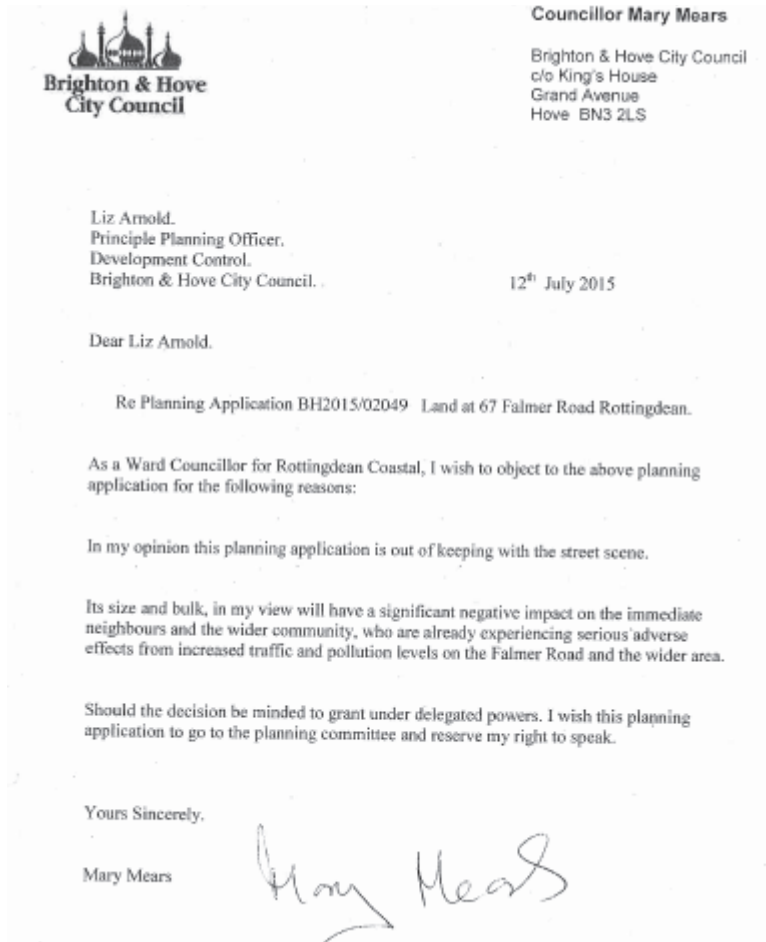 Brighton & Hove
City Council
Councillor Mary Mears
Brighton & Hove City Council
c/o King's House
Grand Avenue
Hove BN3 2LS
Liz Arnold.
Principle Planning Officer.
Development Control.
Brighton & Hove City Council.
12th July 2015
Dear Liz Arnold.
Re Planning Application BH2015/02049 Land at 67 Falmer Road Rottingdean.
As a Ward Councillor for Rottingdean Coastal, I wish to object to the above planning
application for the following reasons:
In my opinion this planning application is out of keeping with the street scene.
Its size and bulk, in my view will have a significant negative impact on the immediate
neighbours and the wider community, who are already experiencing serious adverse
effects from increased traffic and pollution levels on the Falmer Road and the wider area.
Should the decision be minded to grant under delegated powers. I wish this planning
application to go to the planning committee and reserve my right to speak.
Yours Sincerely.
Mary Mears
Mary Mears